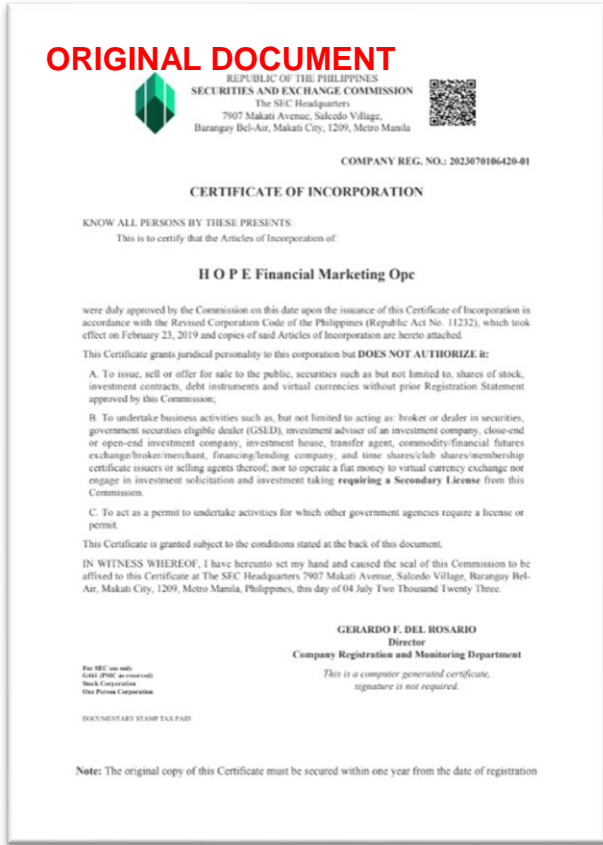 ORIGINAL DOCUMENT
REPUBLIC OF THE PHILIPPINES
SECURITIES AND EXCHANGE COMMISSION
The SEC Headquarters
7907 Makati Avenue, Salcedo Village,
Barangay Bel-Air, Makati City, 1209, Metro Manila
COMPANY REG. NO.: 2023070106420-01
CERTIFICATE OF INCORPORATION
KNOW ALL PERSONS BY THESE PRESENTS:
This is to certify that the Articles of Incorporation of:
H O P E Financial Marketing Opc
were duly approved by the Commission on this date upon the issuance of this Certificate of Incorporation in
accordance with the Revised Corporation Code of the Philippines (Republic Act No. 11232), which took
effect on February 23, 2019 and copies of said Articles of Incorporation are hereto attached.
This Certificate grants juridical personality to this corporation but DOES NOT AUTHORIZE it:
A. To issue, sell or offer for sale to the public, securities such as but not limited to, shares of stock,
investment contracts, debt instruments and virtual currencies without prior Registration Statement
approved by this Commission;
B. To undertake business activities such as, but not limited to acting as: broker or dealer in securities,
government securities eligible dealer (GSED), investment adviser of an investment company, close-end
or open-end investment company, investment house, transfer agent, commodity/financial futures
exchange/broker/merchant, financing/lending company, and time shares/club shares/membership
certificate issuers or selling agents thereof; nor to operate a fiat money to virtual currency exchange nor
engage in investment solicitation and investment taking requiring a Secondary License from this
Commission.
C. To act as a permit to undertake activities for which other government agencies require a license or
permit.
This Certificate is granted subject to the conditions stated at the back of this document.
IN WITNESS WHEREOF, I have hereunto set my hand and caused the seal of this Commission to be
affixed to this Certificate at The SEC Headquarters 7907 Makati Avenue, Salcedo Village, Barangay Bel-
Air, Makati City, 1209, Metro Manila, Philippines, this day of 04 July Two Thousand Twenty Three.
GERARDO F. DEL ROSARIO
Director
Company Registration and Monitoring Department
This is a computer generated certificate,
signature is not required.
For SEC use only
(PSIC as reserved)
Stock Corporation
One Person Corporation
DOCUMENTARY STAMP TAX PAID
Note: The original copy of this Certificate must be secured within one year from the date of registration